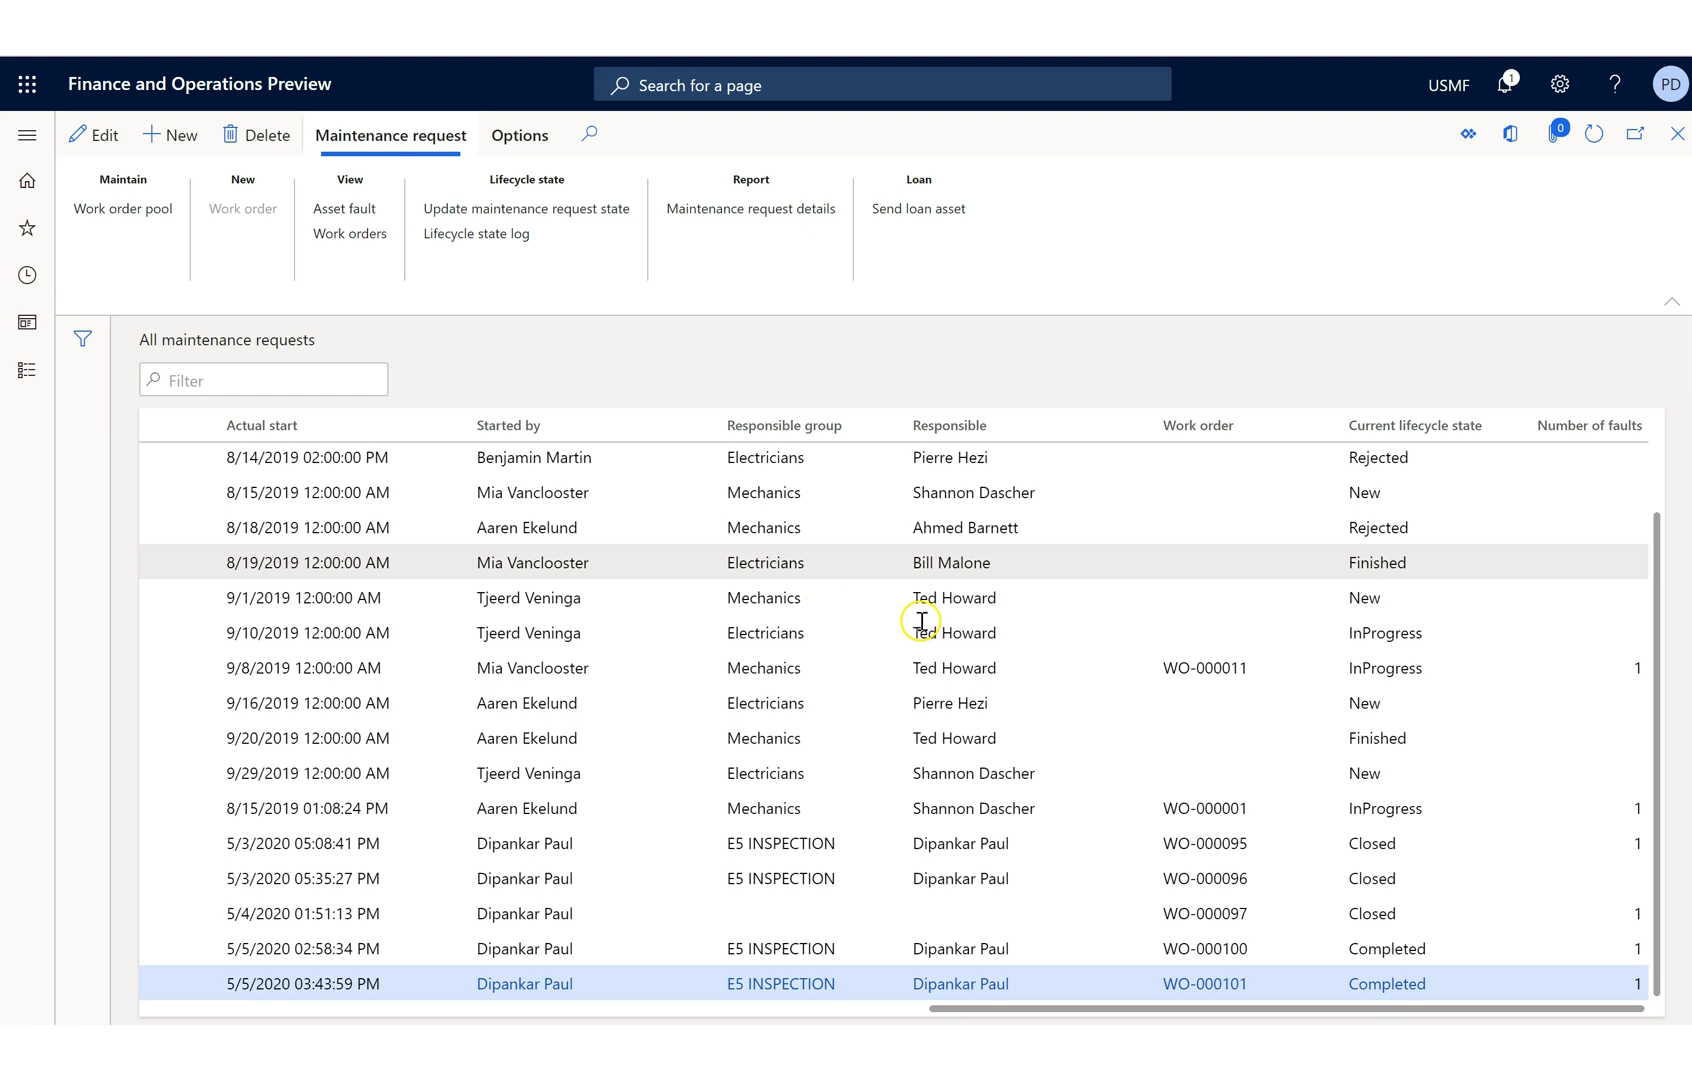 Finance and Operations Preview Search for a page USMF 1 ? PD
Edit New Delete Maintenance request Options 0
Maintain New View Lifecycle state Report Loan
Work order pool Work order Asset fault Update maintenance request state Maintenance request details Send loan asset
Work orders Lifecycle state log
All maintenance requests
Filter
Actual start Started by Responsible group Responsible Work order Current lifecycle state Number of faults
8/14/2019 02:00:00 PM Benjamin Martin Electricians Pierre Hezi Rejected
8/15/2019 12:00:00 AM Mia Vanclooster Mechanics Shannon Dascher New
8/18/2019 12:00:00 AM Aaren Ekelund Mechanics Ahmed Barnett Rejected
8/19/2019 12:00:00 AM Mia Vanclooster Electricians Bill Malone Finished
9/1/2019 12:00:00 AM Tjeerd Veninga Mechanics Ted Howard New
9/10/2019 12:00:00 AM Tjeerd Veninga Electricians Ted Howard InProgress
9/8/2019 12:00:00 AM Mia Vanclooster Mechanics Ted Howard WO-000011 InProgress 1
9/16/2019 12:00:00 AM Aaren Ekelund Electricians Pierre Hezi New
9/20/2019 12:00:00 AM Aaren Ekelund Mechanics Ted Howard Finished
9/29/2019 12:00:00 AM Tjeerd Veninga Electricians Shannon Dascher New
8/15/2019 01:08:24 PM Aaren Ekelund Mechanics Shannon Dascher WO-000001 InProgress 1
5/3/2020 05:08:41 PM Dipankar Paul E5 INSPECTION Dipankar Paul WO-000095 Closed 1
5/3/2020 05:35:27 PM Dipankar Paul E5 INSPECTION Dipankar Paul WO-000096 Closed
5/4/2020 01:51:13 PM Dipankar Paul WO-000097 Closed 1
5/5/2020 02:58:34 PM Dipankar Paul E5 INSPECTION Dipankar Paul WO-000100 Completed 1
5/5/2020 03:43:59 PM Dipankar Paul E5 INSPECTION Dipankar Paul WO-000101 Completed 1